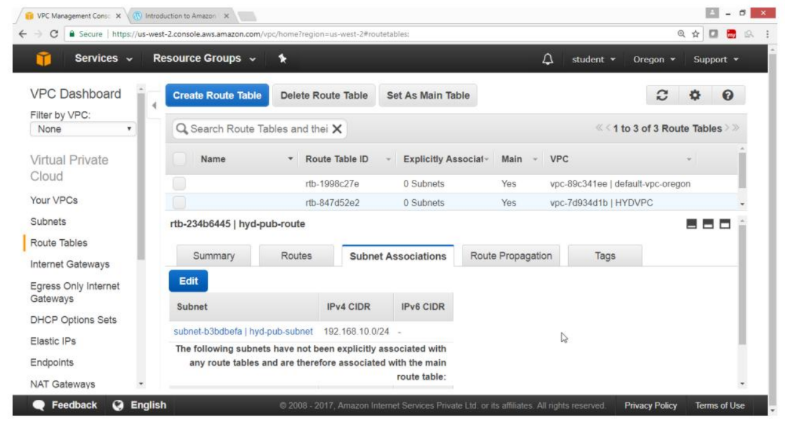 VPC Management Cons
Introduction to Amazon
Secure | https://us-west-2.console.aws.amazon.com/vpc/home?region=us-west-2#routetables:
Services
Resource Groups
student
Oregon
Support
VPC Dashboard
Filter by VPC:
None
Virtual Private
Cloud
Your VPCs
Subnets
Route Tables
Internet Gateways
Egress Only Internet
Gateways
DHCP Options Sets
Elastic IPs
Endpoints
NAT Gateways
Create Route Table
Delete Route Table
Set As Main Table
Search Route Tables and thei X
1 to 3 of 3 Route Tables
Name Route Table ID Explicitly Associat Main VPC
rtb-1998c27e 0 Subnets Yes vpc-89c341ee | default-vpc-oregon
rtb-847d52e2 0 Subnets Yes vpc-7d934d1b | HYDVPC
rtb-234b6445 | hyd-pub-route
Summary
Routes
Subnet Associations
Route Propagation
Tags
Edit
Subnet IPv4 CIDR IPv6 CIDR
subnet-b3bdbefa | hyd-pub-subnet 192.168.10.0/24 -
The following subnets have not been explicitly associated with
any route tables and are therefore associated with the main
route table:
Feedback
English
© 2008 - 2017, Amazon Internet Services Private Ltd. or its affiliates. All rights reserved.
Privacy Policy
Terms of Use